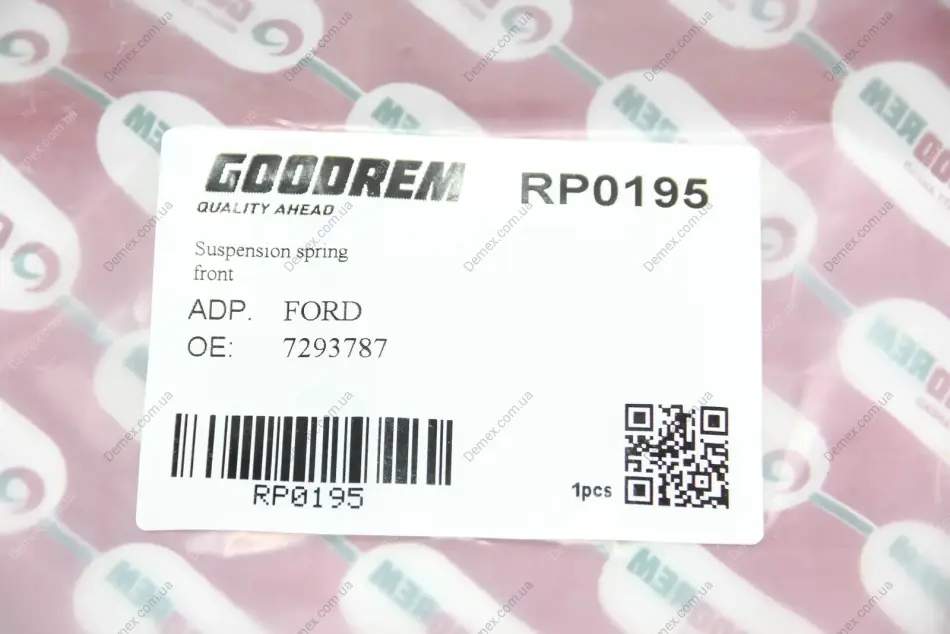 GOODREM
QUALITY AHEAD
RP0195
Suspension spring
front
ADP. FORD
OE: 7293787
RP0195
1pcs
Demex.com.ua